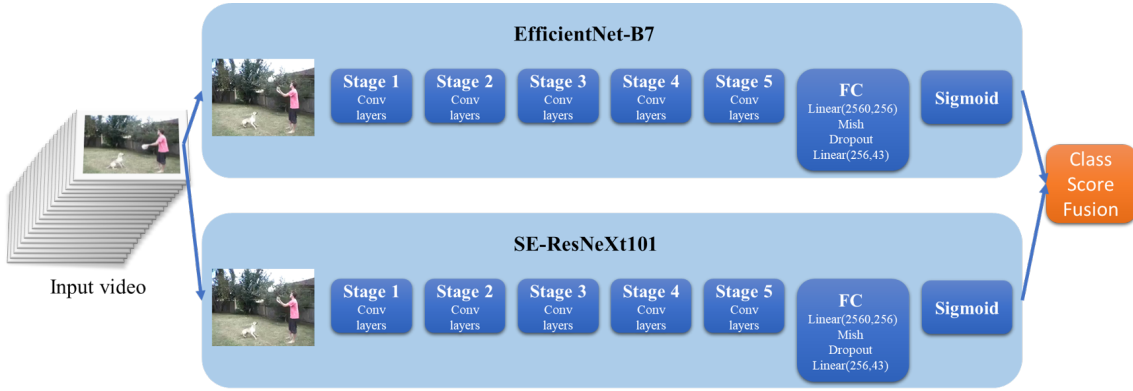 EfficientNet-B7
Stage 1
Conv
layers
Stage 2
Conv
layers
Stage 3
Conv
layers
Stage 4
Conv
layers
Stage 5
Conv
layers
FC
Linear(2560,256)
Mish
Dropout
Linear(256,43)
Sigmoid
Input video
SE-ResNeXt101
Stage 1
Conv
layers
Stage 2
Conv
layers
Stage 3
Conv
layers
Stage 4
Conv
layers
Stage 5
Conv
layers
FC
Linear(2560,256)
Mish
Dropout
Linear(256,43)
Sigmoid
Class
Score
Fusion